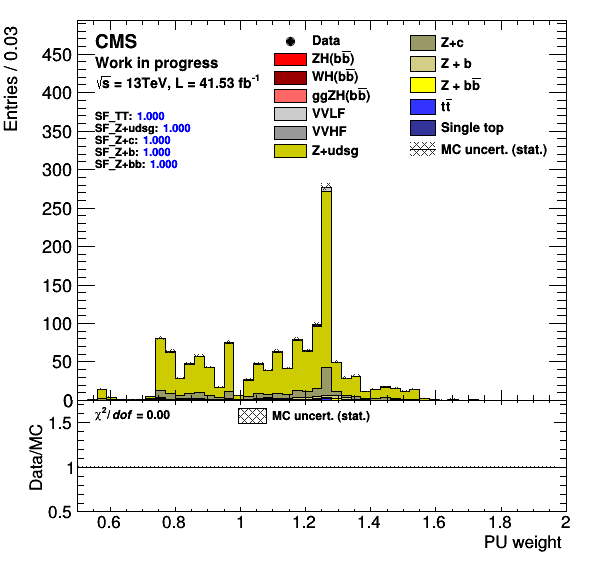 CMS
Work in progress
√s = 13TeV, L = 41.53 fb⁻¹
SF_TT: 1.000
SF_Z+udsg: 1.000
SF_Z+c: 1.000
SF_Z+b: 1.000
SF_Z+bb: 1.000
Data
ZH(bb̅)
WH(bb̅)
ggZH(bb̅)
VVLF
VVHF
Z+udsg
Z+c
Z + b
Z + bb̅
tt̅
Single top
MC uncert. (stat.)
Entries / 0.03
450
400
350
300
250
200
150
100
50
0
χ²/dof = 0.00
MC uncert. (stat.)
Data/MC
1.5
1
0.5
0.6
0.8
1
1.2
1.4
1.6
1.8
2
PU weight